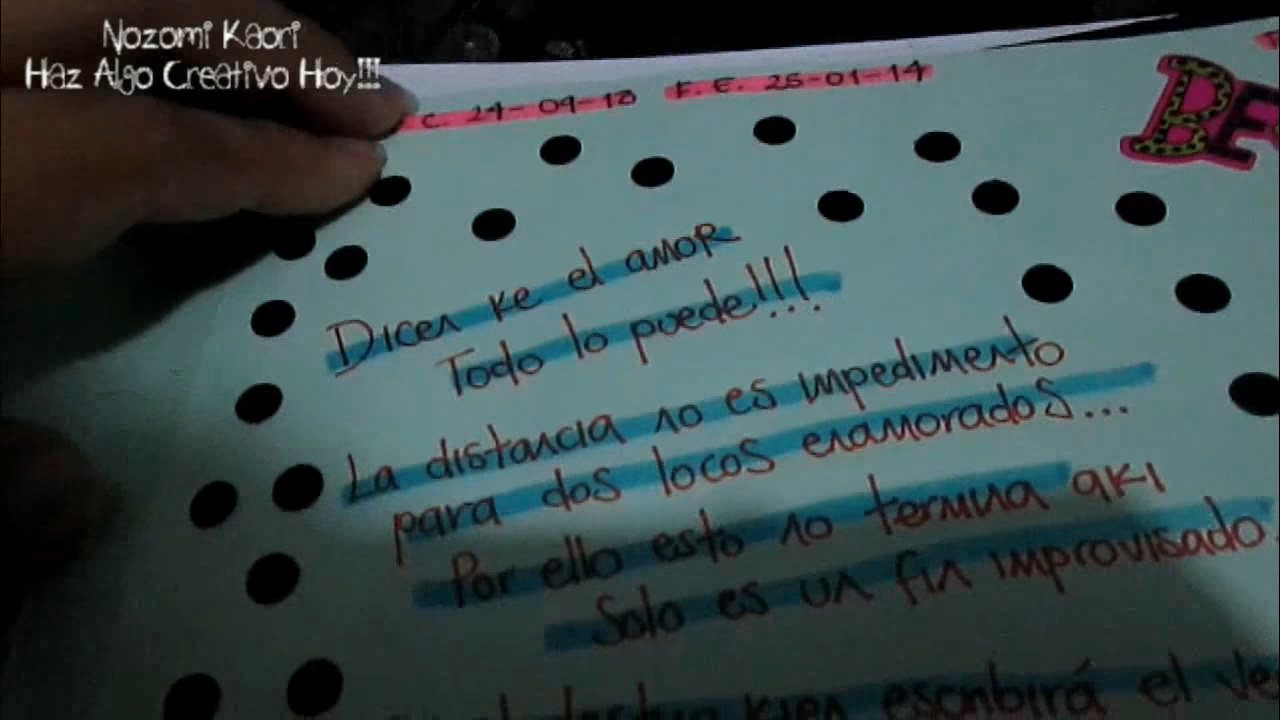 Nozomi Kaori
Haz Algo Creativo Hoy!!!
C. 24-09-13 F. E. 25-01-14
BE
Dicen ke el amor
Todo lo puede!!!
La distancia no es impedimento
para dos locos enamorados...
Por ello esto no termina aki
Solo es un fin improvisado.
kien escribirá el